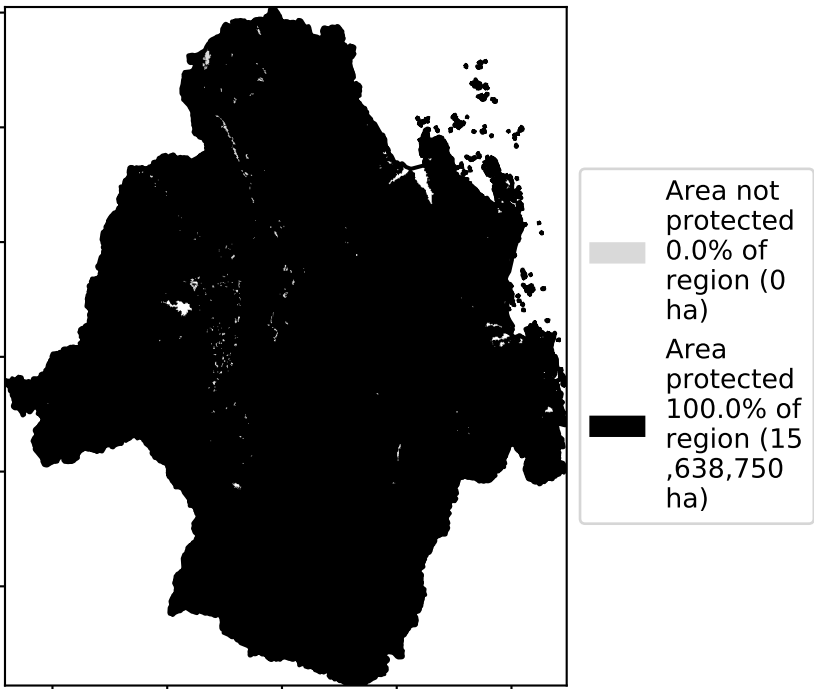 Area not
protected
0.0% of
region (0
ha)
Area
protected
100.0% of
region (15
,638,750
ha)